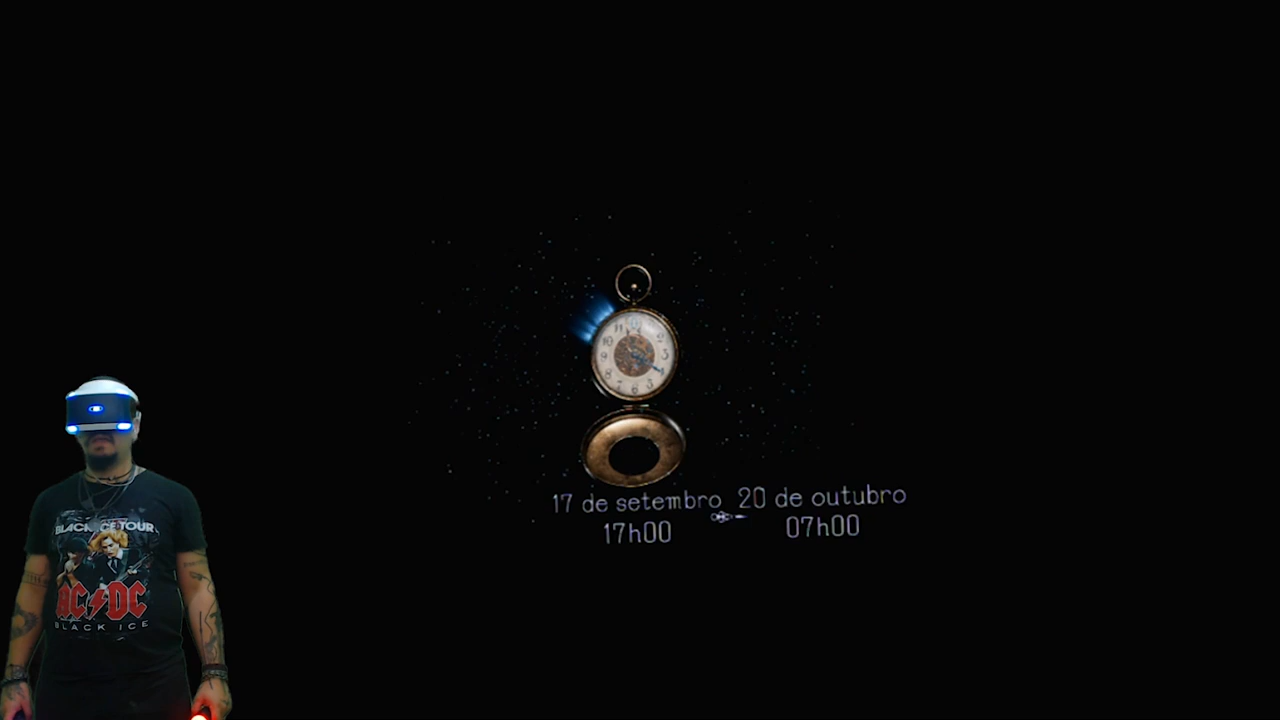 17 de setembro 20 de outubro
17h00 07h00
BLACK ICE TOUR
AC⚡DC
BLACK ICE